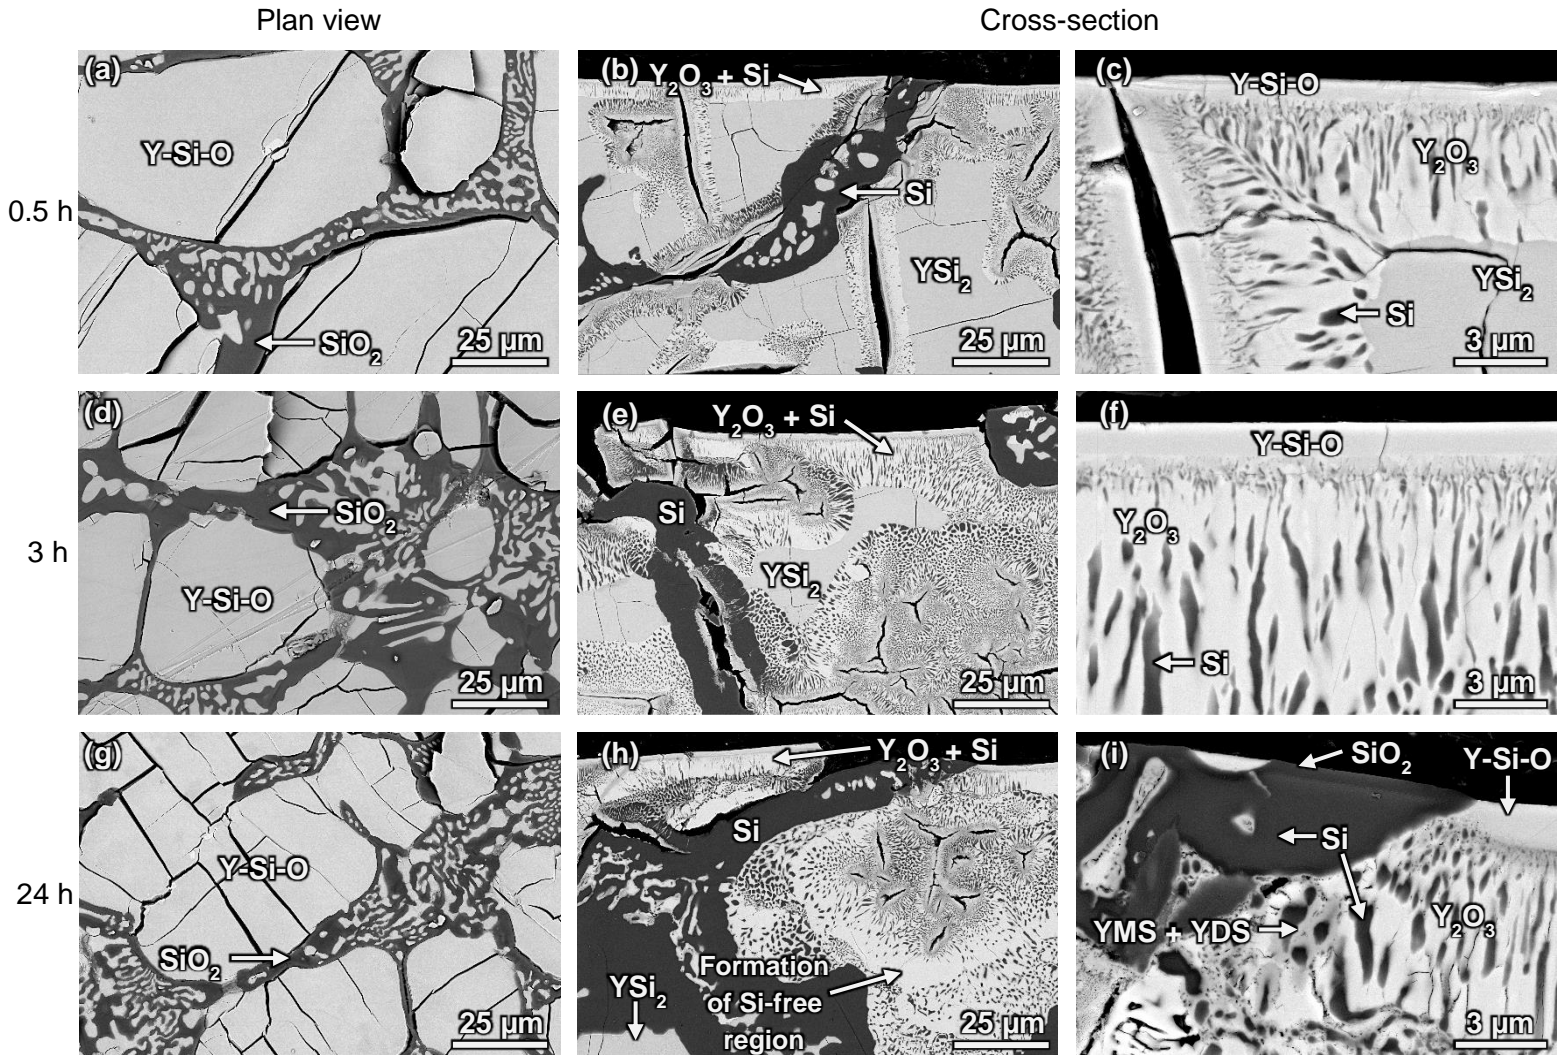 Plan view
Cross-section
0.5 h
(a)
Y-Si-O
SiO₂
25 µm
(b)
Y₂O₃ + Si
Si
YSi₂
25 µm
(c)
Y-Si-O
Y₂O₃
YSi₂
Si
3 µm
3 h
(d)
SiO₂
Y-Si-O
25 µm
(e)
Y₂O₃ + Si
Si
YSi₂
25 µm
(f)
Y-Si-O
Y₂O₃
Si
3 µm
24 h
(g)
Y-Si-O
SiO₂
25 µm
(h)
Y₂O₃ + Si
Si
YSi₂
Formation
of Si-free
region
25 µm
(i)
SiO₂
Y-Si-O
Si
YMS + YDS
Y₂O₃
3 µm